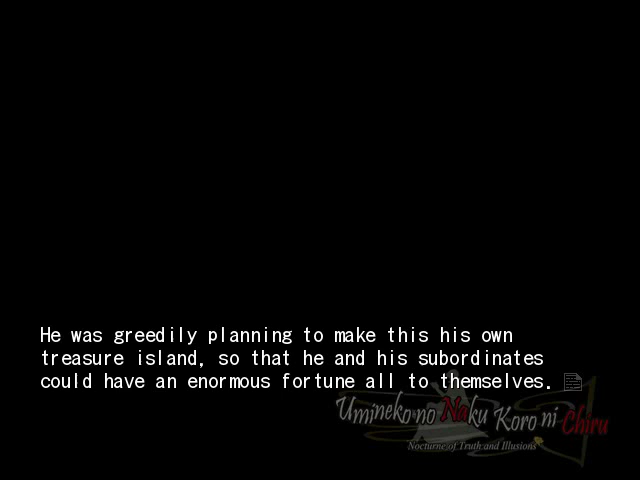 He was greedily planning to make this his own
treasure island, so that he and his subordinates
could have an enormous fortune all to themselves.
Umineko no Naku Koro ni Chiru
Nocturne of Truth and Illusions